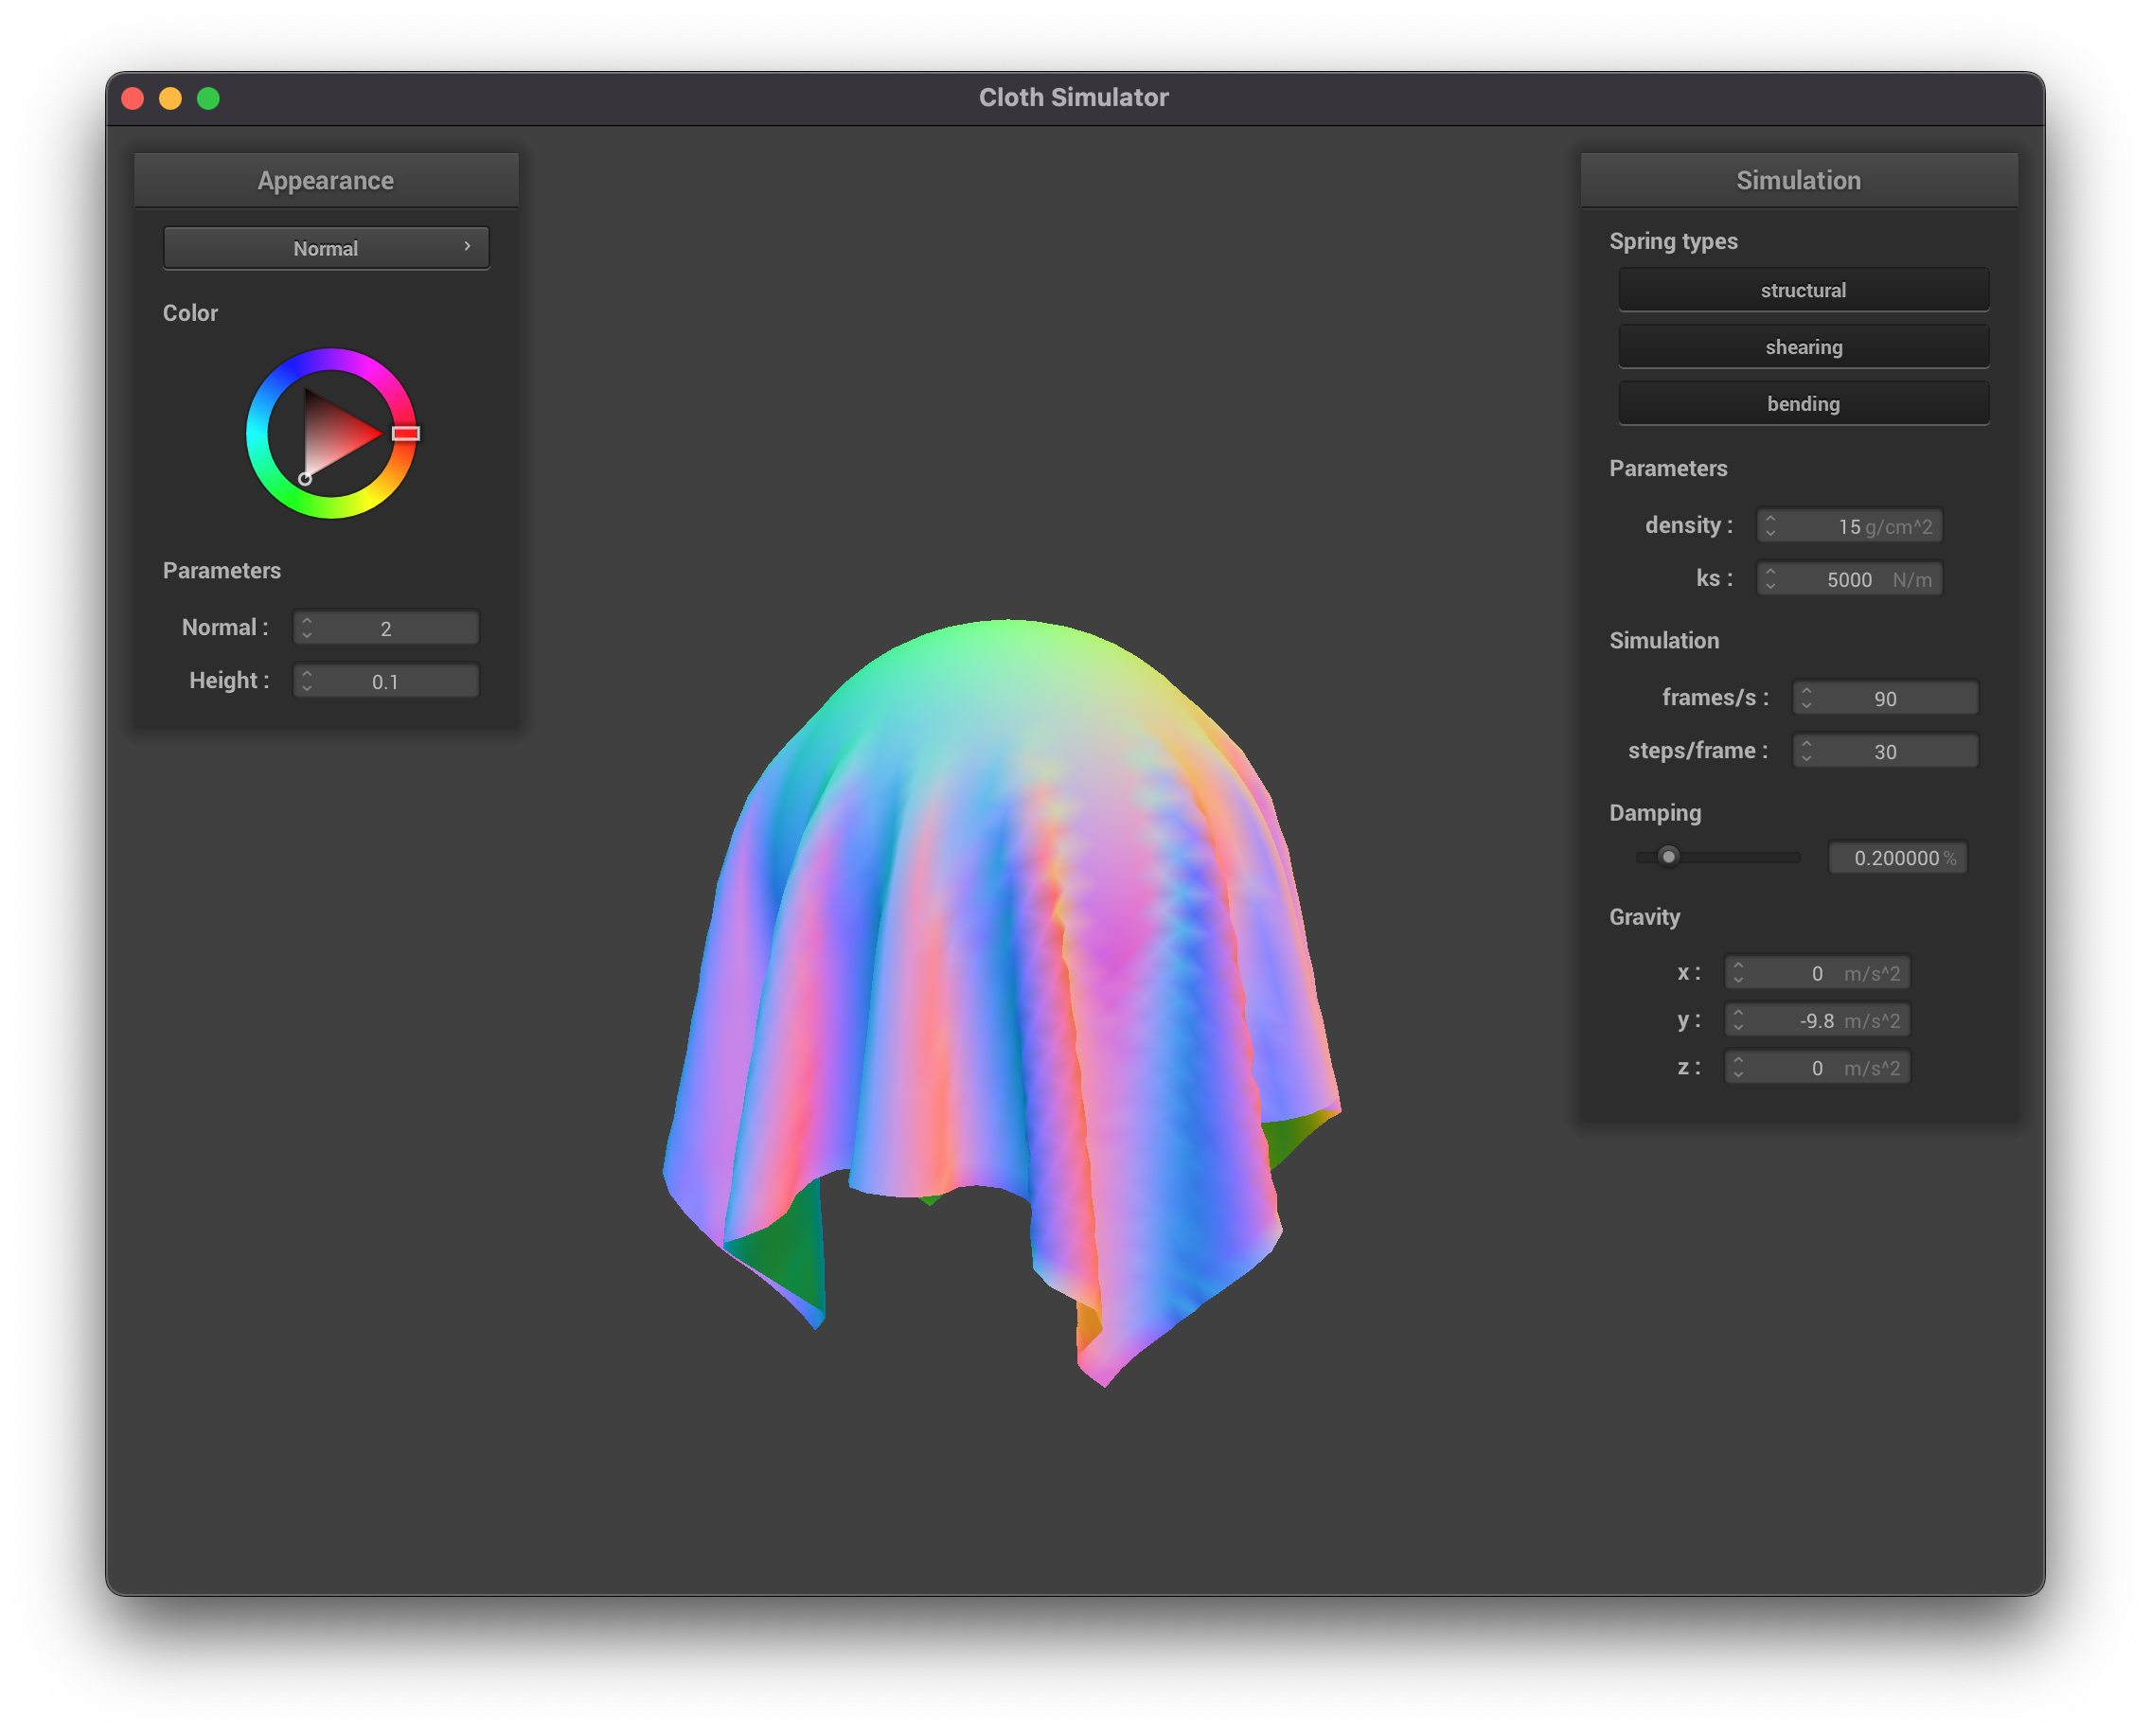 Cloth Simulator
Appearance
Normal
Color
Parameters
Normal : 2
Height : 0.1
Simulation
Spring types
structural
shearing
bending
Parameters
density : 15 g/cm^2
ks : 5000 N/m
Simulation
frames/s : 90
steps/frame : 30
Damping
0.200000 %
Gravity
x : 0 m/s^2
y : -9.8 m/s^2
z : 0 m/s^2